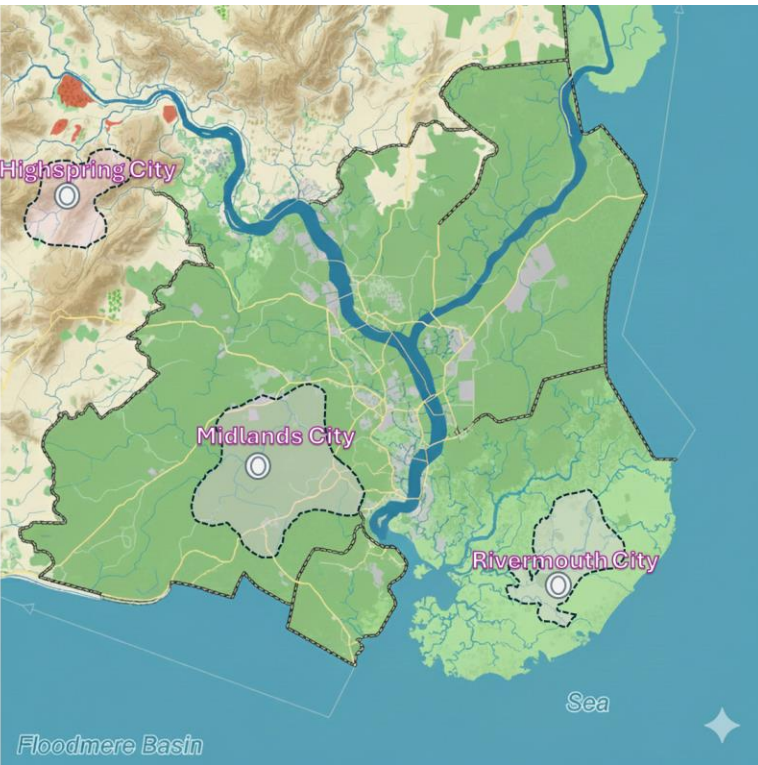 Highspring City
Midlands City
Rivermouth City
Sea
Floodmere Basin